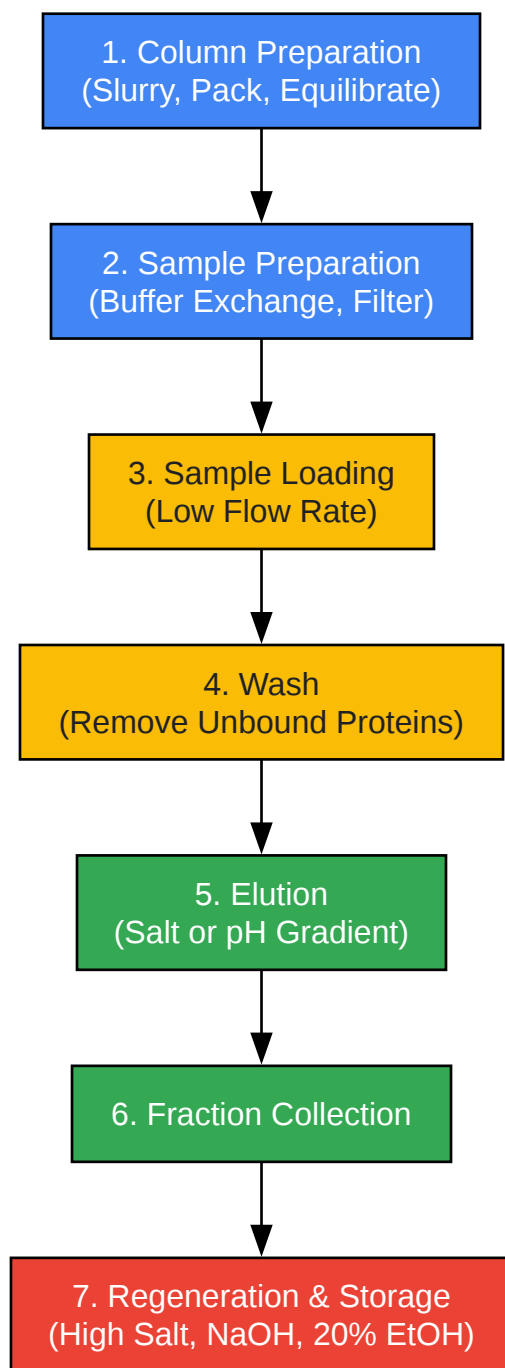 1. Column Preparation
(Slurry, Pack, Equilibrate)
2. Sample Preparation
(Buffer Exchange, Filter)
3. Sample Loading
(Low Flow Rate)
4. Wash
(Remove Unbound Proteins)
5. Elution
(Salt or pH Gradient)
6. Fraction Collection
7. Regeneration & Storage
(High Salt, NaOH, 20% EtOH)